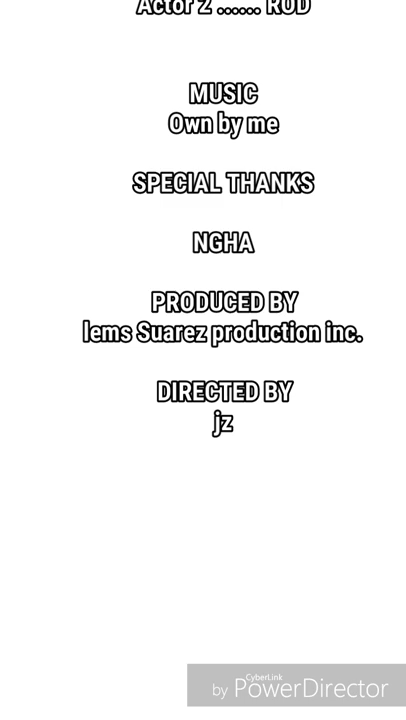 Actor 2 ...... ROD
MUSIC
Own by me
SPECIAL THANKS
NGHA
PRODUCED BY
lems Suarez production inc.
DIRECTED BY
jz
CyberLink
by PowerDirector